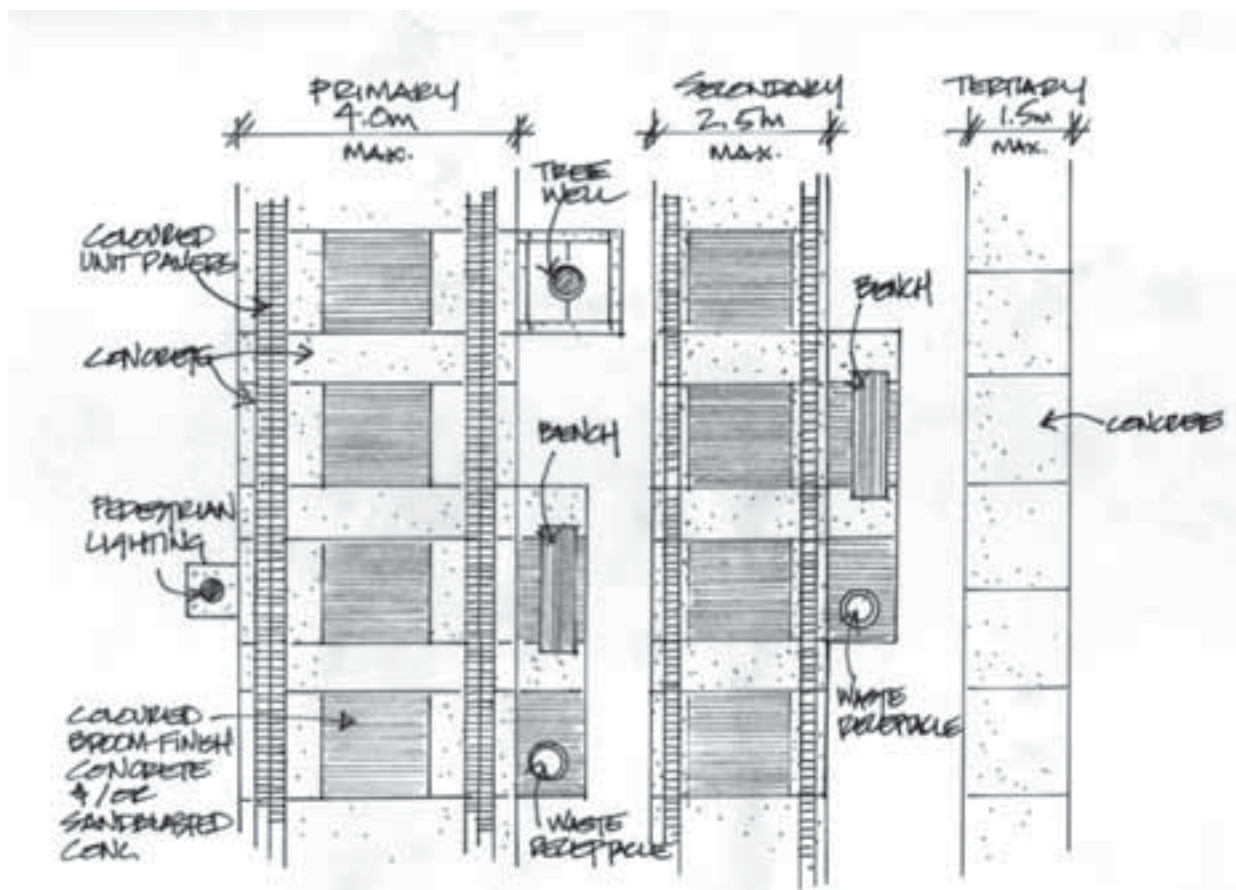 PRIMARY
4.0m
MAX.
SECONDARY
2.5m
MAX.
TERTIARY
1.5m
MAX.
TREE
WELL
COLOURED
UNIT PAVERS
BENCH
CONCRETE
BENCH
CONCRETE
PEDESTRIAN
LIGHTING
COLOURED
BROOM-FINISH
CONCRETE
&/OR
SANDBLASTED
CONC.
WASTE
RECEPTACLE
WASTE
RECEPTACLE